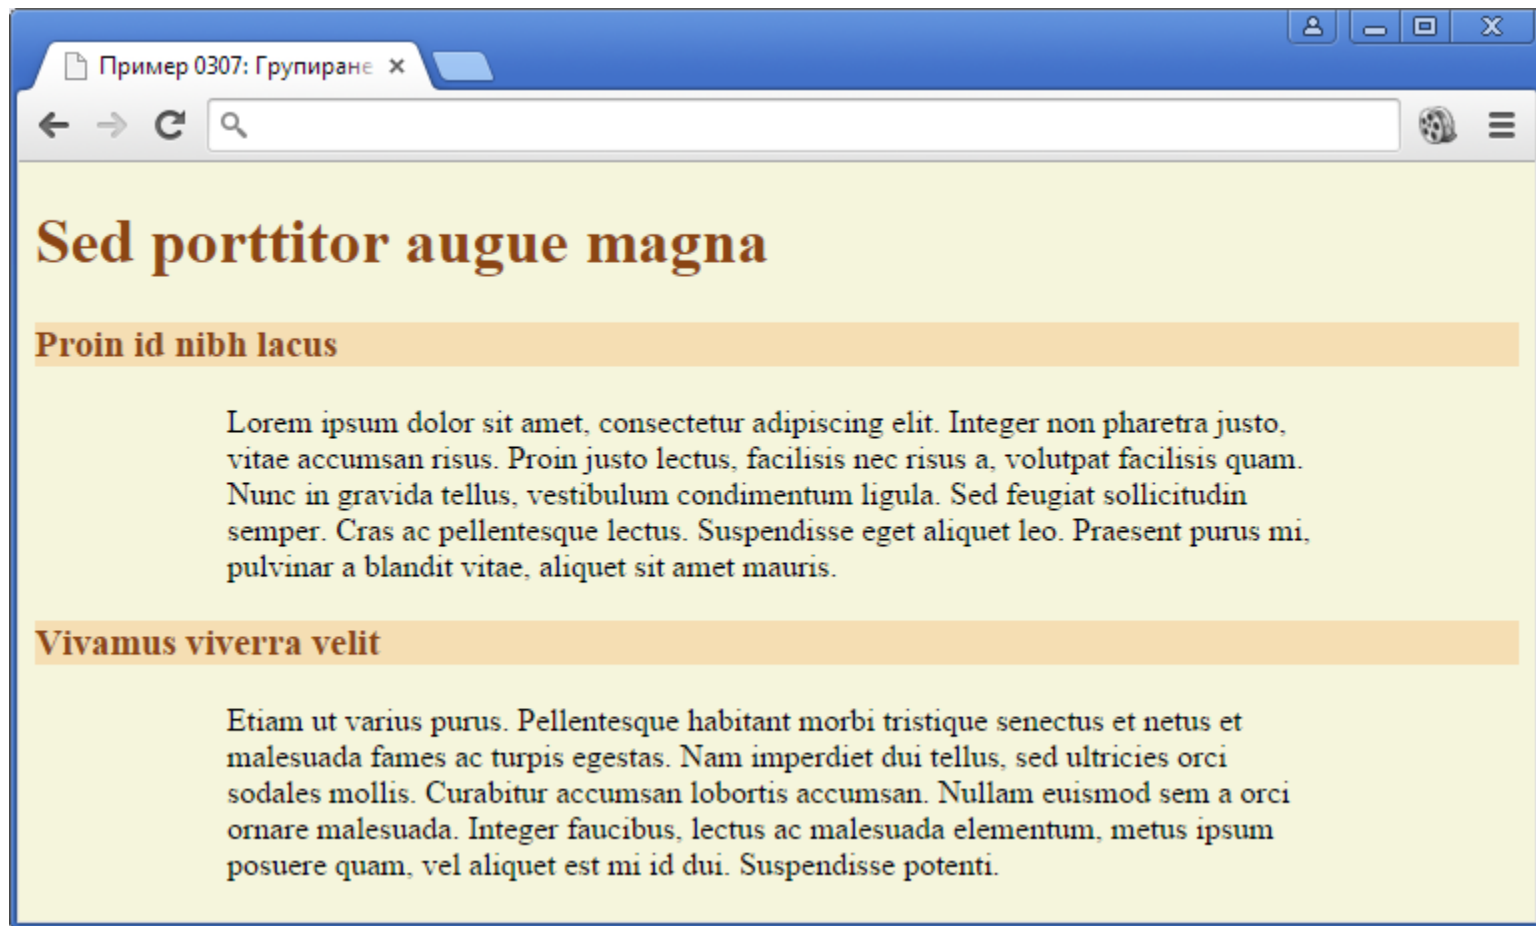 Пример 0307: Групиране
Sed porttitor augue magna
Proin id nibh lacus
Lorem ipsum dolor sit amet, consectetur adipiscing elit. Integer non pharetra justo,
vitae accumsan risus. Proin justo lectus, facilisis nec risus a, volutpat facilisis quam.
Nunc in gravida tellus, vestibulum condimentum ligula. Sed feugiat sollicitudin
semper. Cras ac pellentesque lectus. Suspendisse eget aliquet leo. Praesent purus mi,
pulvinar a blandit vitae, aliquet sit amet mauris.
Vivamus viverra velit
Etiam ut varius purus. Pellentesque habitant morbi tristique senectus et netus et
malesuada fames ac turpis egestas. Nam imperdiet dui tellus, sed ultricies orci
sodales mollis. Curabitur accumsan lobortis accumsan. Nullam euismod sem a orci
ornare malesuada. Integer faucibus, lectus ac malesuada elementum, metus ipsum
posuere quam, vel aliquet est mi id dui. Suspendisse potenti.